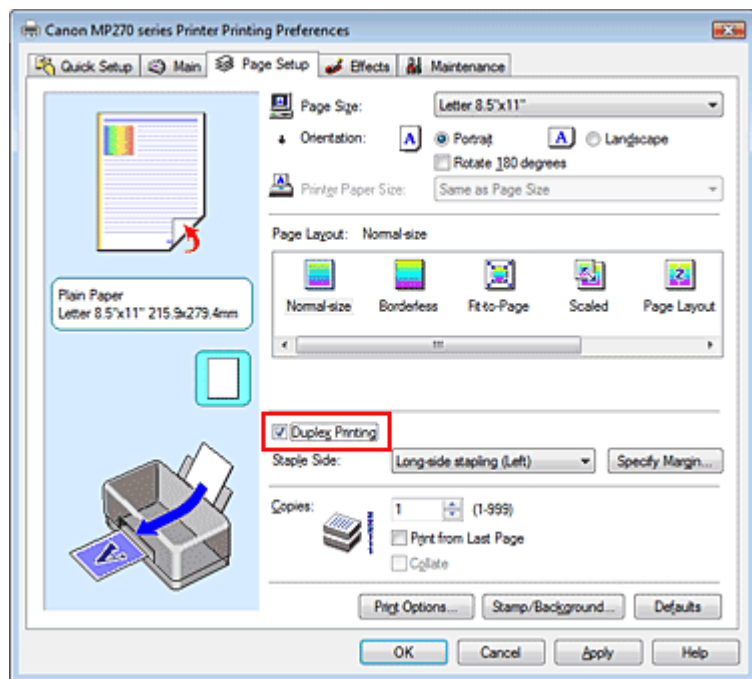 Canon MP270 series Printer Printing Preferences
Quick Setup Main Page Setup Effects Maintenance
Page Size: Letter 8.5"x11"
Orientation: A Portrait A Landscape
Rotate 180 degrees
Printer Paper Size: Same as Page Size
Page Layout: Normal-size
Normal-size Borderless Fit-to-Page Scaled Page Layout
Plain Paper
Letter 8.5"x11" 215.9x279.4mm
Duplex Printing
Staple Side: Long-side stapling (Left) Specify Margin...
Copies: 1 (1-999)
Print from Last Page
Collate
Print Options... Stamp/Background... Defaults
OK Cancel Apply Help